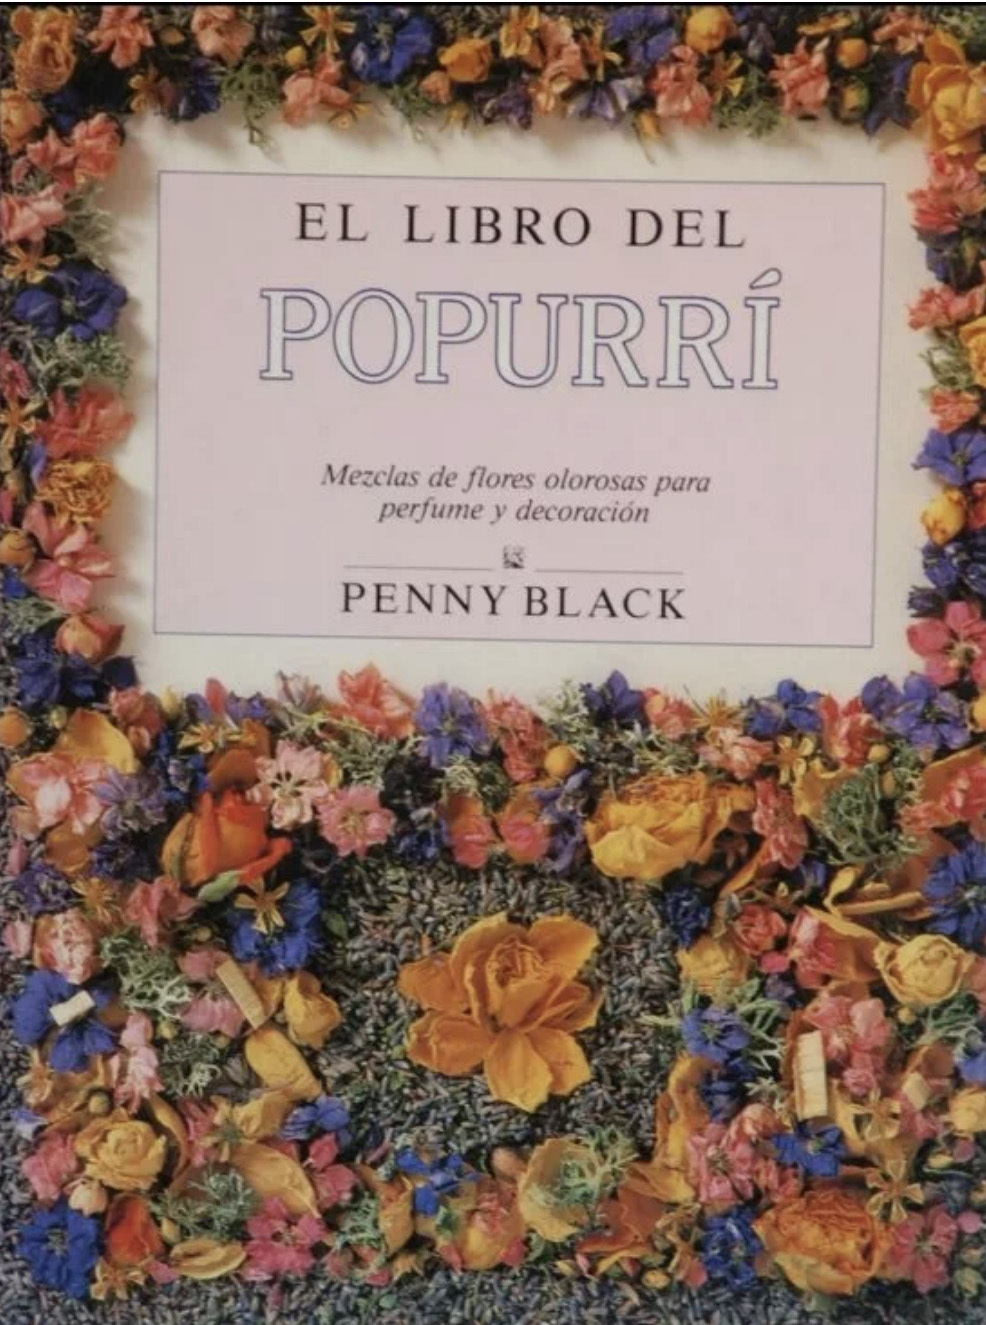 EL LIBRO DEL
POPURRÍ
Mezclas de flores olorosas para
perfume y decoración
PENNY BLACK